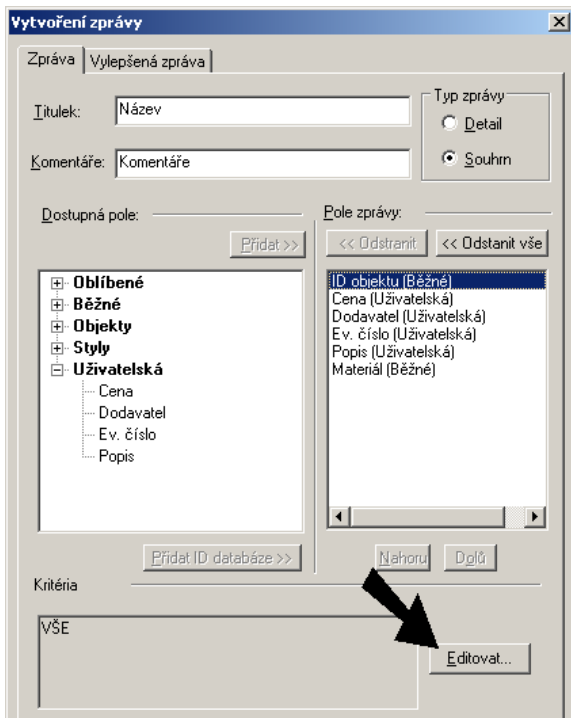 Vytvoření zprávy
Zpráva
Vylepšená zpráva
Titulek:
Název
Komentáře:
Komentáře
Typ zprávy
Detail
Souhrn
Dostupná pole:
Přidat >>
Oblíbené
Běžné
Objekty
Styly
Uživatelská
Cena
Dodavatel
Ev. číslo
Popis
Přidat ID databáze >>
Pole zprávy:
<< Odstranit
<< Odstanit vše
ID objektu (Běžné)
Cena (Uživatelská)
Dodavatel (Uživatelská)
Ev. číslo (Uživatelská)
Popis (Uživatelská)
Materiál (Běžné)
Nahoru
Dolů
Kritéria
VŠE
Editovat...